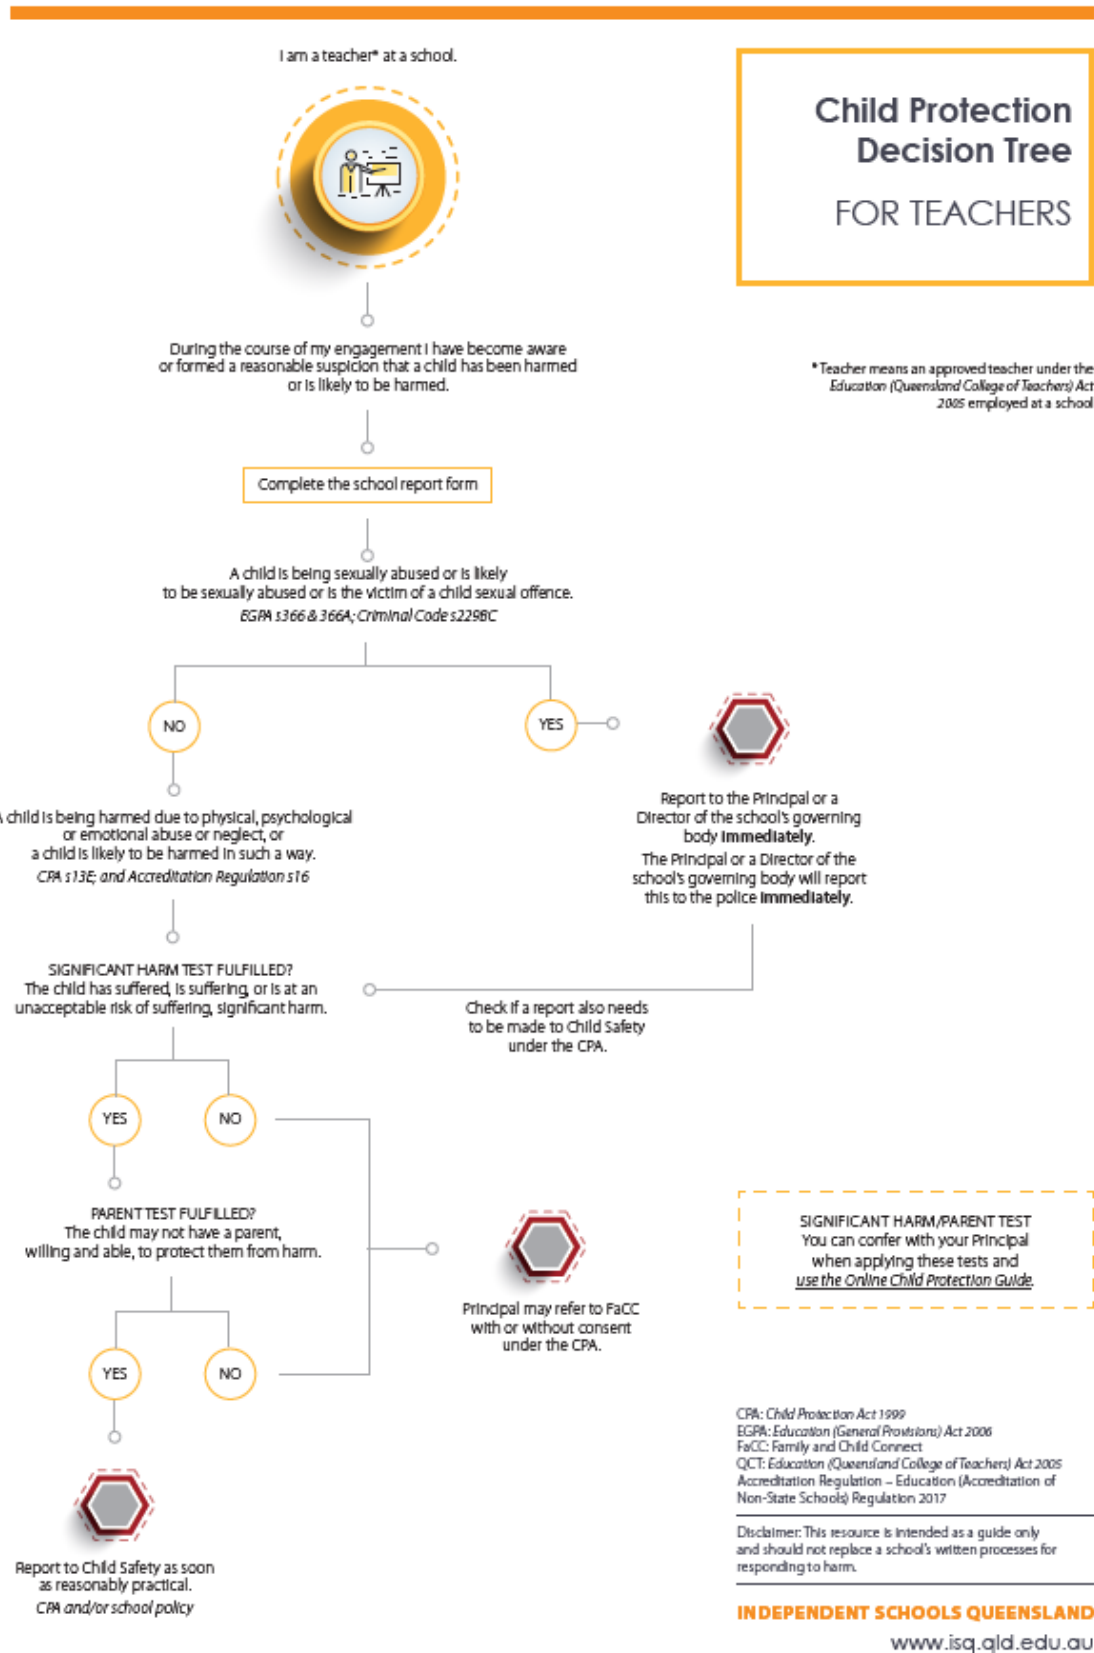 I am a teacher* at a school.
Child Protection
Decision Tree
FOR TEACHERS
During the course of my engagement I have become aware
or formed a reasonable suspicion that a child has been harmed
or is likely to be harmed.
* Teacher means an approved teacher under the
Education (Queensland College of Teachers) Act
2005 employed at a school
Complete the school report form
A child is being sexually abused or is likely
to be sexually abused or is the victim of a child sexual offence.
EGPA s366 & 366A; Criminal Code s229BC
NO
YES
Report to the Principal or a
Director of the school's governing
body immediately.
The Principal or a Director of the
school's governing body will report
this to the police immediately.
A child is being harmed due to physical, psychological
or emotional abuse or neglect, or
a child is likely to be harmed in such a way.
CPA s13E; and Accreditation Regulation s16
SIGNIFICANT HARM TEST FULFILLED?
The child has suffered, is suffering, or is at an
unacceptable risk of suffering, significant harm.
Check if a report also needs
to be made to Child Safety
under the CPA.
YES
NO
PARENT TEST FULFILLED?
The child may not have a parent,
willing and able, to protect them from harm.
Principal may refer to FaCC
with or without consent
under the CPA.
SIGNIFICANT HARM/PARENT TEST
You can confer with your Principal
when applying these tests and
use the Online Child Protection Guide.
YES
NO
Report to Child Safety as soon
as reasonably practical.
CPA and/or school policy
CPA: Child Protection Act 1999
EGPA: Education (General Provisions) Act 2006
FaCC: Family and Child Connect
QCT: Education (Queensland College of Teachers) Act 2005
Accreditation Regulation – Education (Accreditation of
Non-State Schools) Regulation 2017
Disclaimer: This resource is intended as a guide only
and should not replace a school's written processes for
responding to harm.
INDEPENDENT SCHOOLS QUEENSLAND
www.isq.qld.edu.au